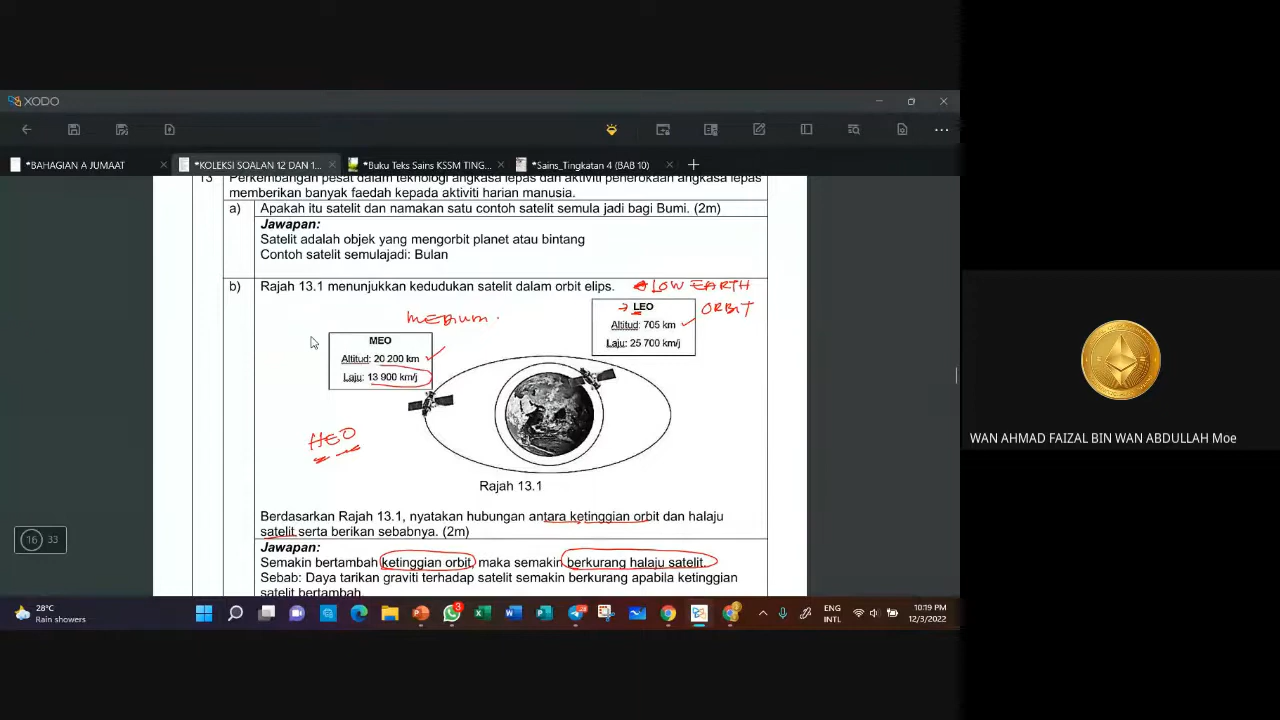 XODO
*BAHAGIAN A JUMAAT
*KOLEKSI SOALAN 12 DAN 1...
*Buku Teks Sains KSSM TING...
*Sains_Tingkatan 4 (BAB 10)
13 Perkembangan pesat dalam teknologi angkasa lepas dan aktiviti penerokaan angkasa lepas
memberikan banyak faedah kepada aktiviti harian manusia.
a) Apakah itu satelit dan namakan satu contoh satelit semula jadi bagi Bumi. (2m)
Jawapan:
Satelit adalah objek yang mengorbit planet atau bintang
Contoh satelit semulajadi: Bulan
b) Rajah 13.1 menunjukkan kedudukan satelit dalam orbit elips.
LOW EARTH
ORBIT
LEO
Altitud: 705 km
Laju: 25 700 km/j
MEDIUM
MEO
Altitud: 20 200 km
Laju: 13 900 km/j
HEO
Rajah 13.1
Berdasarkan Rajah 13.1, nyatakan hubungan antara ketinggian orbit dan halaju
satelit serta berikan sebabnya. (2m)
Jawapan:
Semakin bertambah ketinggian orbit, maka semakin berkurang halaju satelit.
Sebab: Daya tarikan graviti terhadap satelit semakin berkurang apabila ketinggian
satelit bertambah
16 33
WAN AHMAD FAIZAL BIN WAN ABDULLAH Moe
28°C
Rain showers
3
ENG
INTL
10:19 PM
12/3/2022